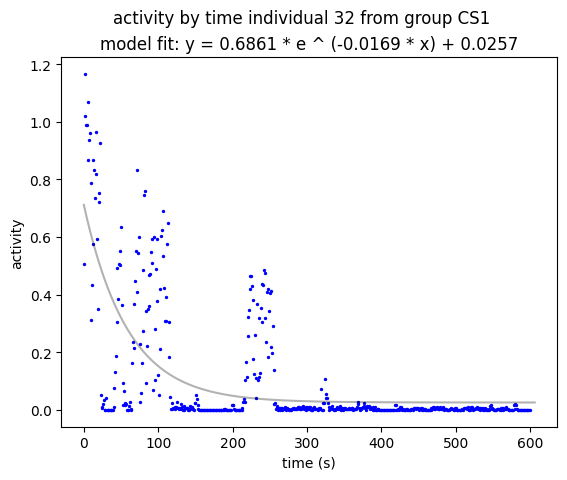 activity by time individual 32 from group CS1
model fit: y = 0.6861 * e ^ (-0.0169 * x) + 0.0257
1.2
1.0
0.8
0.6
0.4
0.2
0.0
activity
0 100 200 300 400 500 600
time (s)